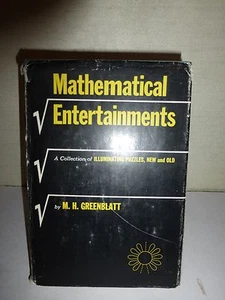 Mathematical
Entertainments
A Collection of ILLUMINATING PUZZLES, NEW and OLD
by M. H. GREENBLATT